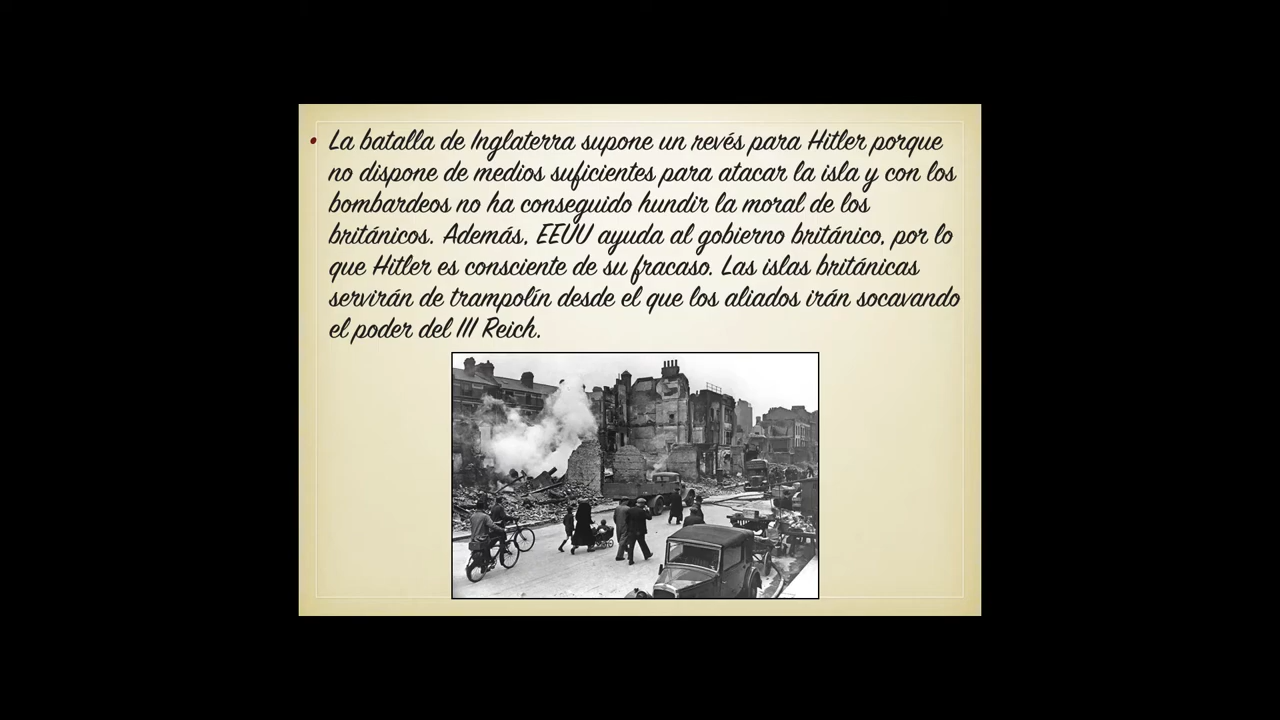 • La batalla de Inglaterra supone un revés para Hitler porque
no dispone de medios suficientes para atacar la isla y con los
bombardeos no ha conseguido hundir la moral de los
británicos. Además, EEUU ayuda al gobierno británico, por lo
que Hitler es consciente de su fracaso. Las islas británicas
servirán de trampolín desde el que los aliados irán socavando
el poder del III Reich.